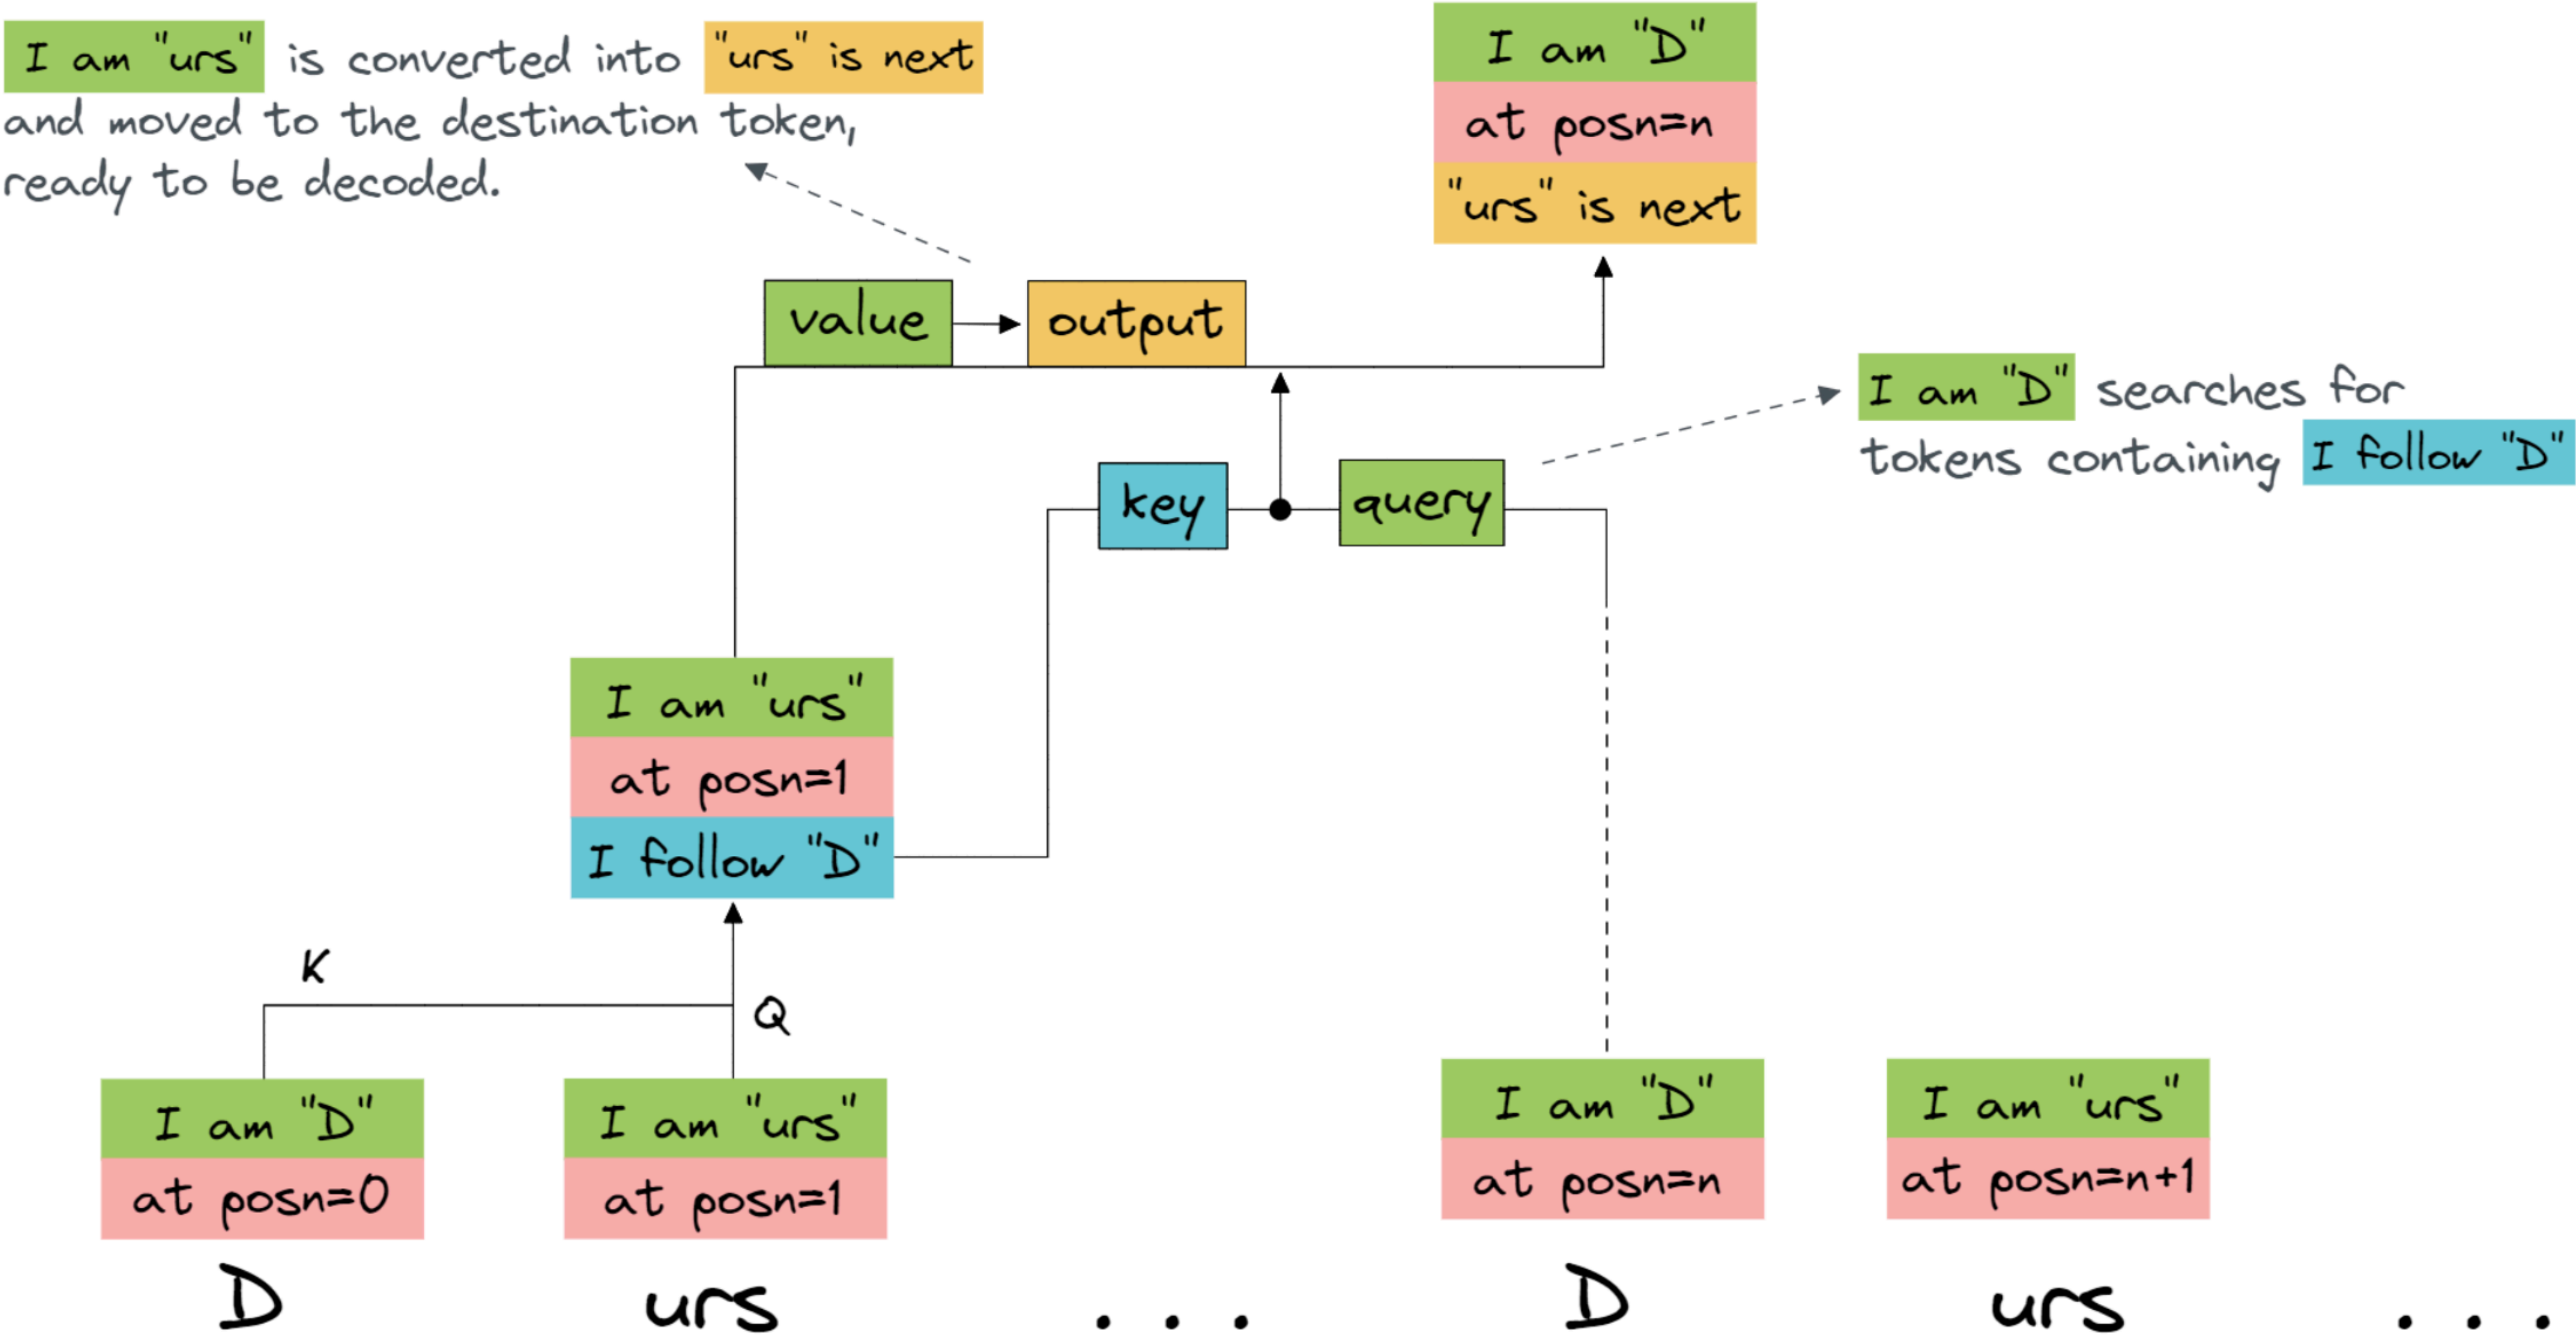 I am "urs" is converted into "urs" is next
and moved to the destination token,
ready to be decoded.
I am "D"
at posn=n
"urs" is next
value
output
I am "D" searches for
tokens containing I follow "D"
key
query
I am "urs"
at posn=1
I follow "D"
K
Q
I am "D"
at posn=0
I am "urs"
at posn=1
I am "D"
at posn=n
I am "urs"
at posn=n+1
D urs . . . D urs . . .